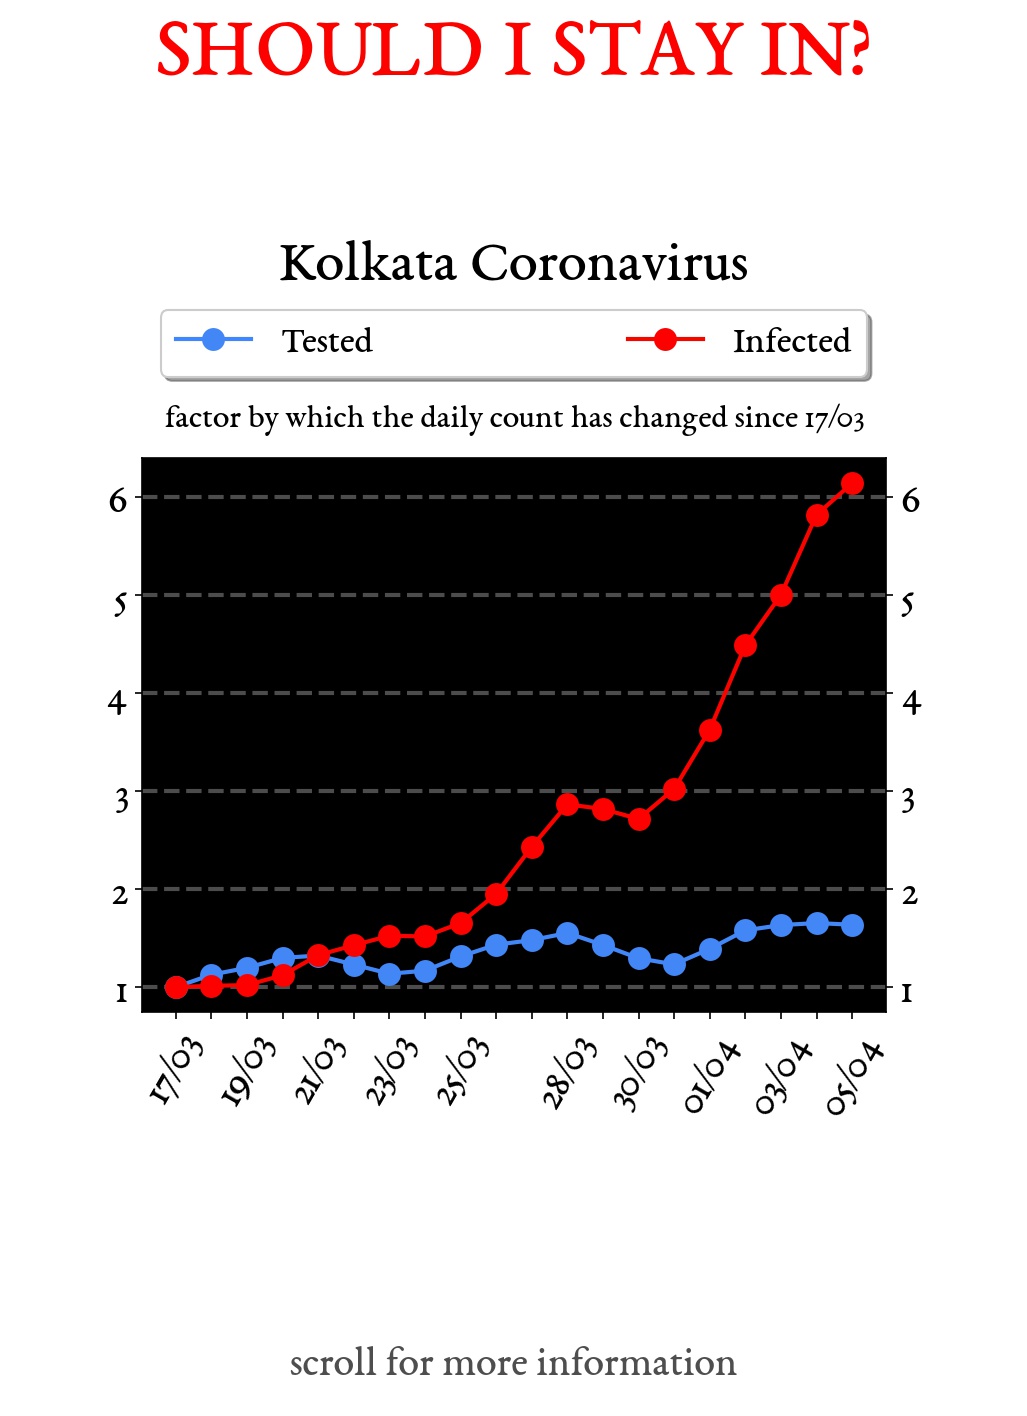 SHOULD I STAY IN?
Kolkata Coronavirus
Tested Infected
factor by which the daily count has changed since 17/03
6 6
5 5
4 4
3 3
2 2
1 1
17/03 19/03 21/03 23/03 25/03 28/03 30/03 01/04 03/04 05/04
scroll for more information